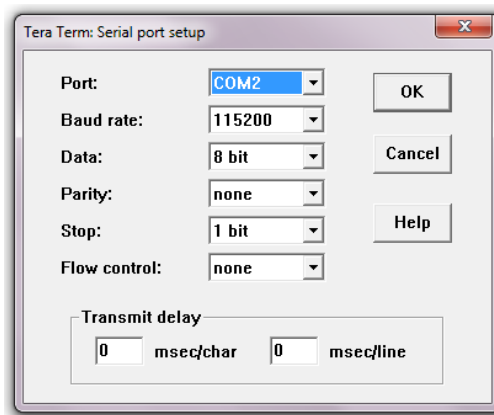 Tera Term: Serial port setup
Port: COM2 OK
Baud rate: 115200
Data: 8 bit Cancel
Parity: none
Stop: 1 bit Help
Flow control: none
Transmit delay
0 msec/char 0 msec/line